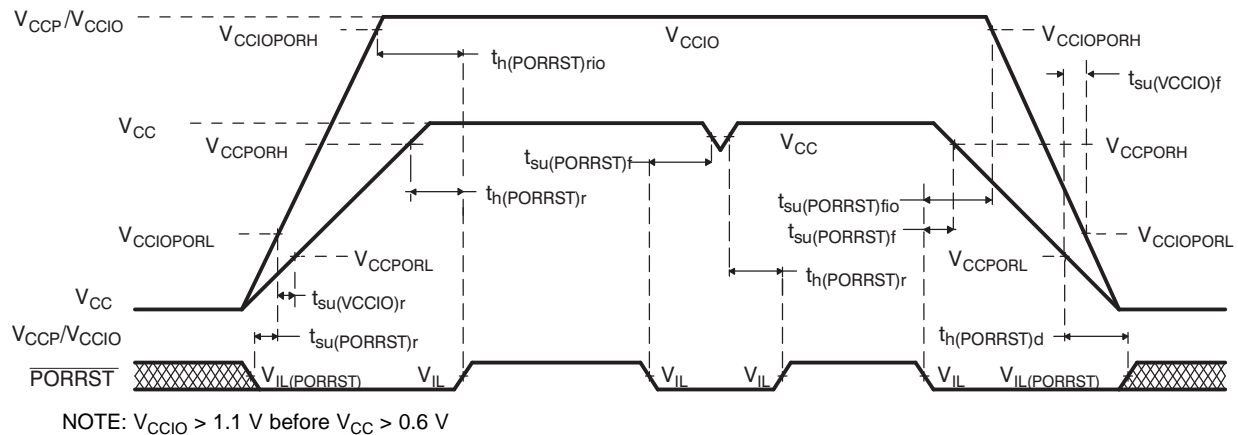 VCCP/VCCIO
VCCIOPORH
VCCIO
VCCIOPORH
th(PORRST)rio
tsu(VCCIO)f
VCC
VCCPORH
tsu(PORRST)f
VCC
VCCPORH
th(PORRST)r
tsu(PORRST)fio
VCCIOPORL
tsu(PORRST)f
VCCIOPORL
VCCPORL
VCCPORL
th(PORRST)r
VCC
tsu(VCCIO)r
VCCP/VCCIO
tsu(PORRST)r
th(PORRST)d
PORRST
VIL(PORRST)
VIL
VIL
VIL
VIL
VIL(PORRST)
NOTE: VCCIO > 1.1 V before VCC > 0.6 V